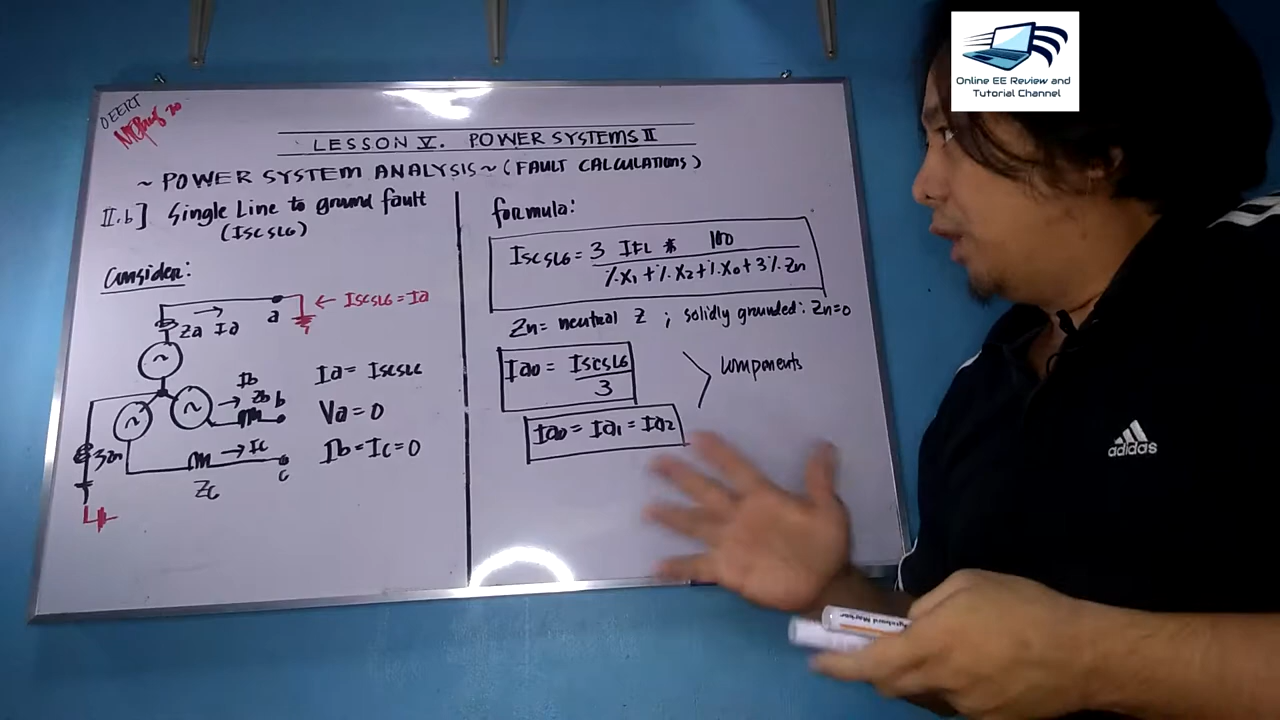 Online EE Review and
Tutorial Channel
OEERT
LESSON V. POWER SYSTEMS II
~ POWER SYSTEM ANALYSIS ~ (FAULT CALCULATIONS)
II.b] Single Line to ground fault
(ISCSLG)
Consider:
← ISCSLG = Ia
a
Za Ia
Ib
Zb b
→ Ic
c
Zc
3Zn
Ia = ISCSLG
Va = 0
Ib = Ic = 0
formula:
ISCSLG = 3 IFL * 100
%X1 + %X2 + %X0 + 3%Zn
Zn = neutral Z ; solidly grounded: Zn=0
Ia0 = ISCSLG
3
components
Ia0 = Ia1 = Ia2
adidas